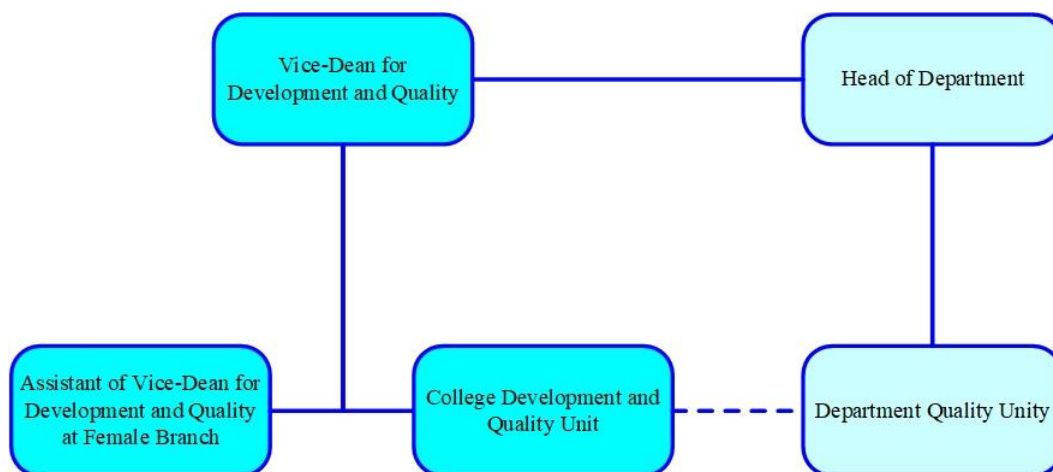 Vice-Dean for
Development and Quality
Head of Department
Assistant of Vice-Dean for
Development and Quality
at Female Branch
College Development and
Quality Unit
Department Quality Unity